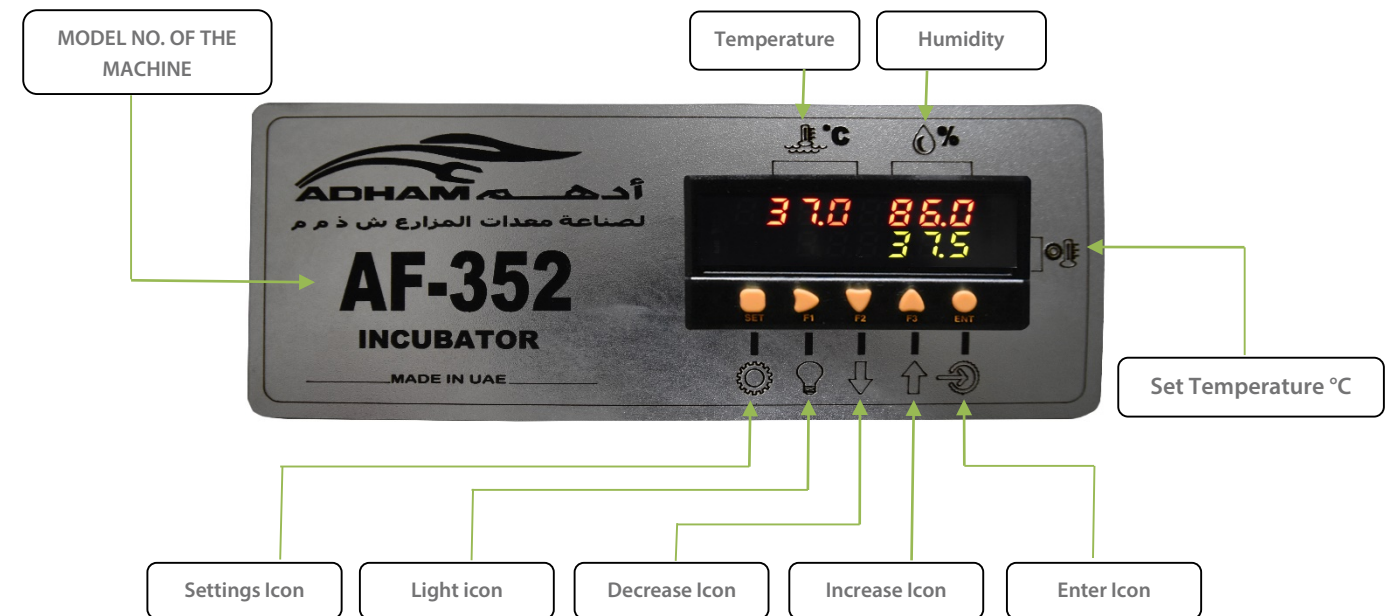 MODEL NO. OF THE
MACHINE
Temperature
Humidity
°C
%
ADHAM أدهم
لصناعة معدات المزارع ش ذ م م
AF-352
INCUBATOR
MADE IN UAE
37.0 86.0
37.5
SET F1 F2 F3 ENT
Set Temperature °C
Settings Icon
Light icon
Decrease Icon
Increase Icon
Enter Icon